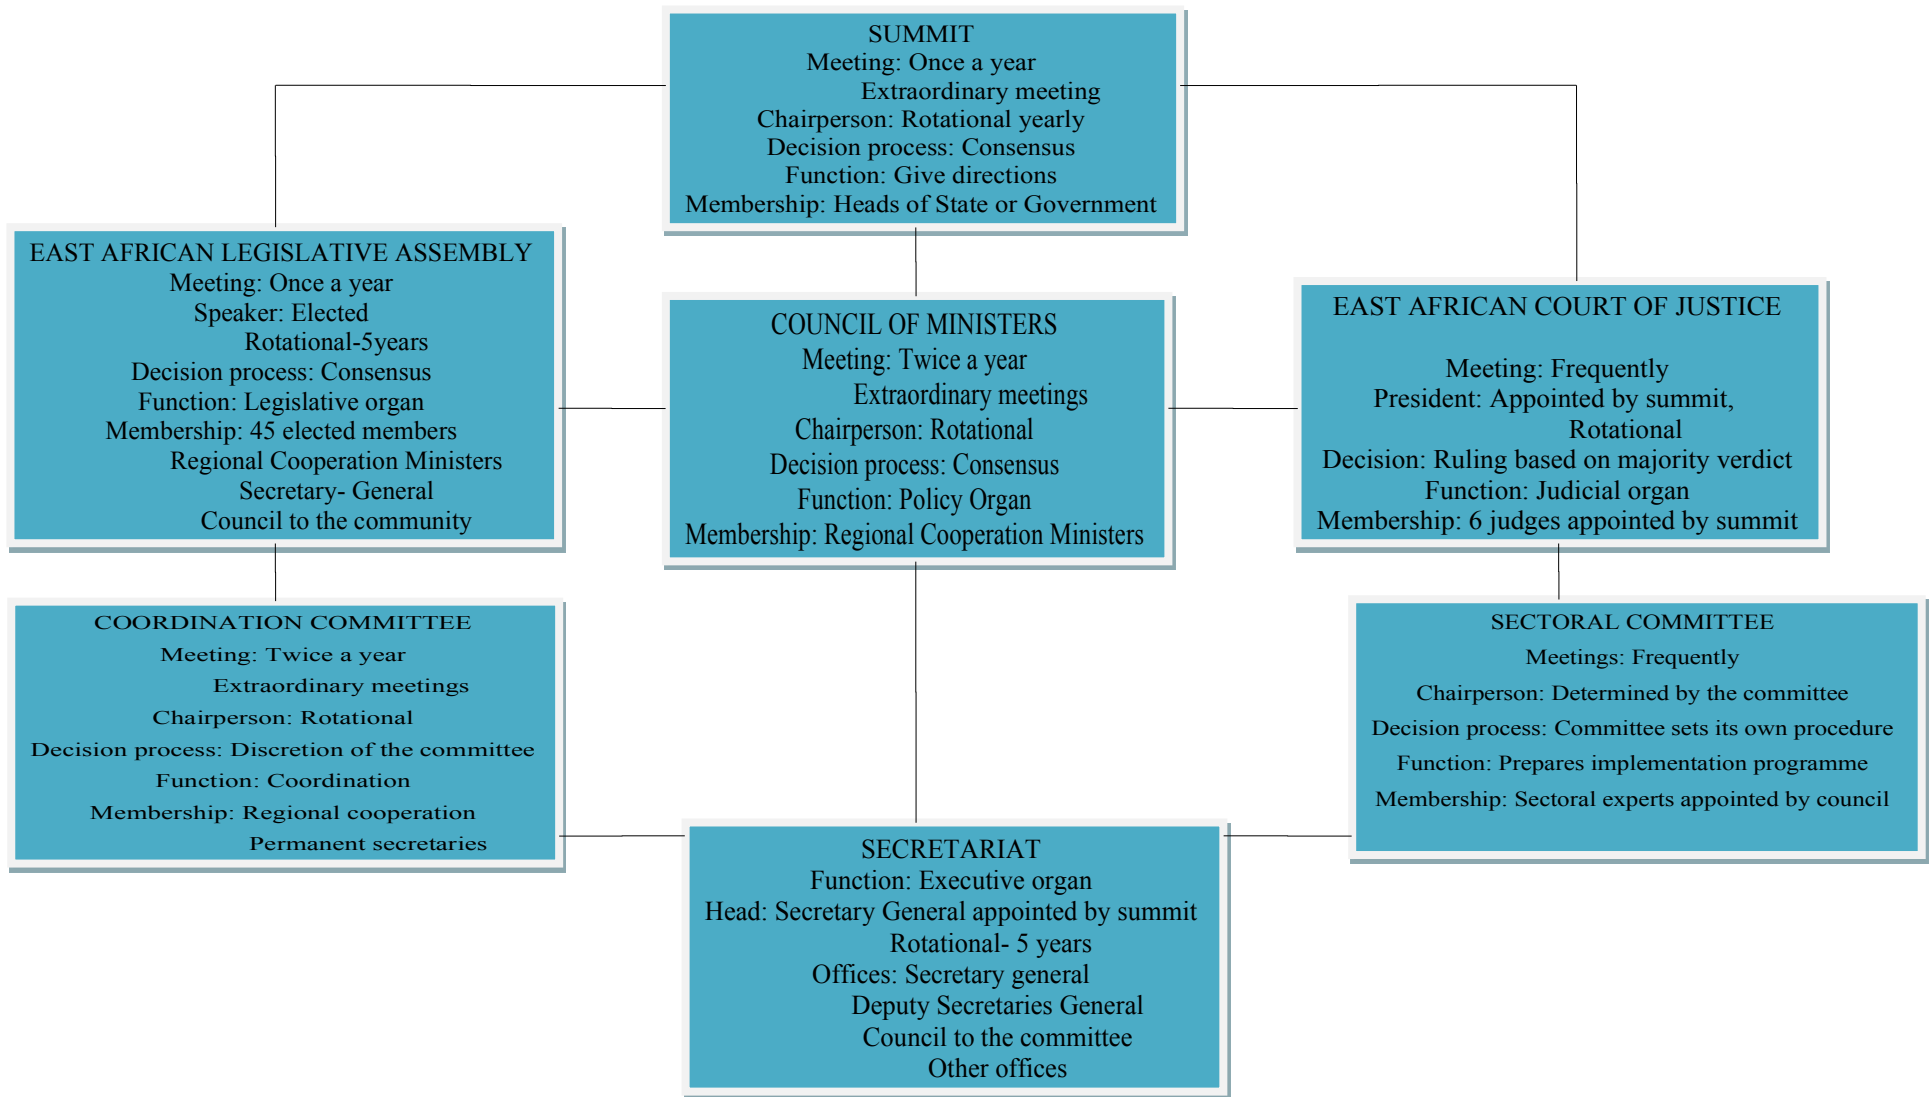 SUMMIT
Meeting: Once a year
Extraordinary meeting
Chairperson: Rotational yearly
Decision process: Consensus
Function: Give directions
Membership: Heads of State or Government
EAST AFRICAN LEGISLATIVE ASSEMBLY
Meeting: Once a year
Speaker: Elected
Rotational-5years
Decision process: Consensus
Function: Legislative organ
Membership: 45 elected members
Regional Cooperation Ministers
Secretary- General
Council to the community
COUNCIL OF MINISTERS
Meeting: Twice a year
Extraordinary meetings
Chairperson: Rotational
Decision process: Consensus
Function: Policy Organ
Membership: Regional Cooperation Ministers
EAST AFRICAN COURT OF JUSTICE
Meeting: Frequently
President: Appointed by summit,
Rotational
Decision: Ruling based on majority verdict
Function: Judicial organ
Membership: 6 judges appointed by summit
COORDINATION COMMITTEE
Meeting: Twice a year
Extraordinary meetings
Chairperson: Rotational
Decision process: Discretion of the committee
Function: Coordination
Membership: Regional cooperation
Permanent secretaries
SECTORAL COMMITTEE
Meetings: Frequently
Chairperson: Determined by the committee
Decision process: Committee sets its own procedure
Function: Prepares implementation programme
Membership: Sectoral experts appointed by council
SECRETARIAT
Function: Executive organ
Head: Secretary General appointed by summit
Rotational- 5 years
Offices: Secretary general
Deputy Secretaries General
Council to the committee
Other offices